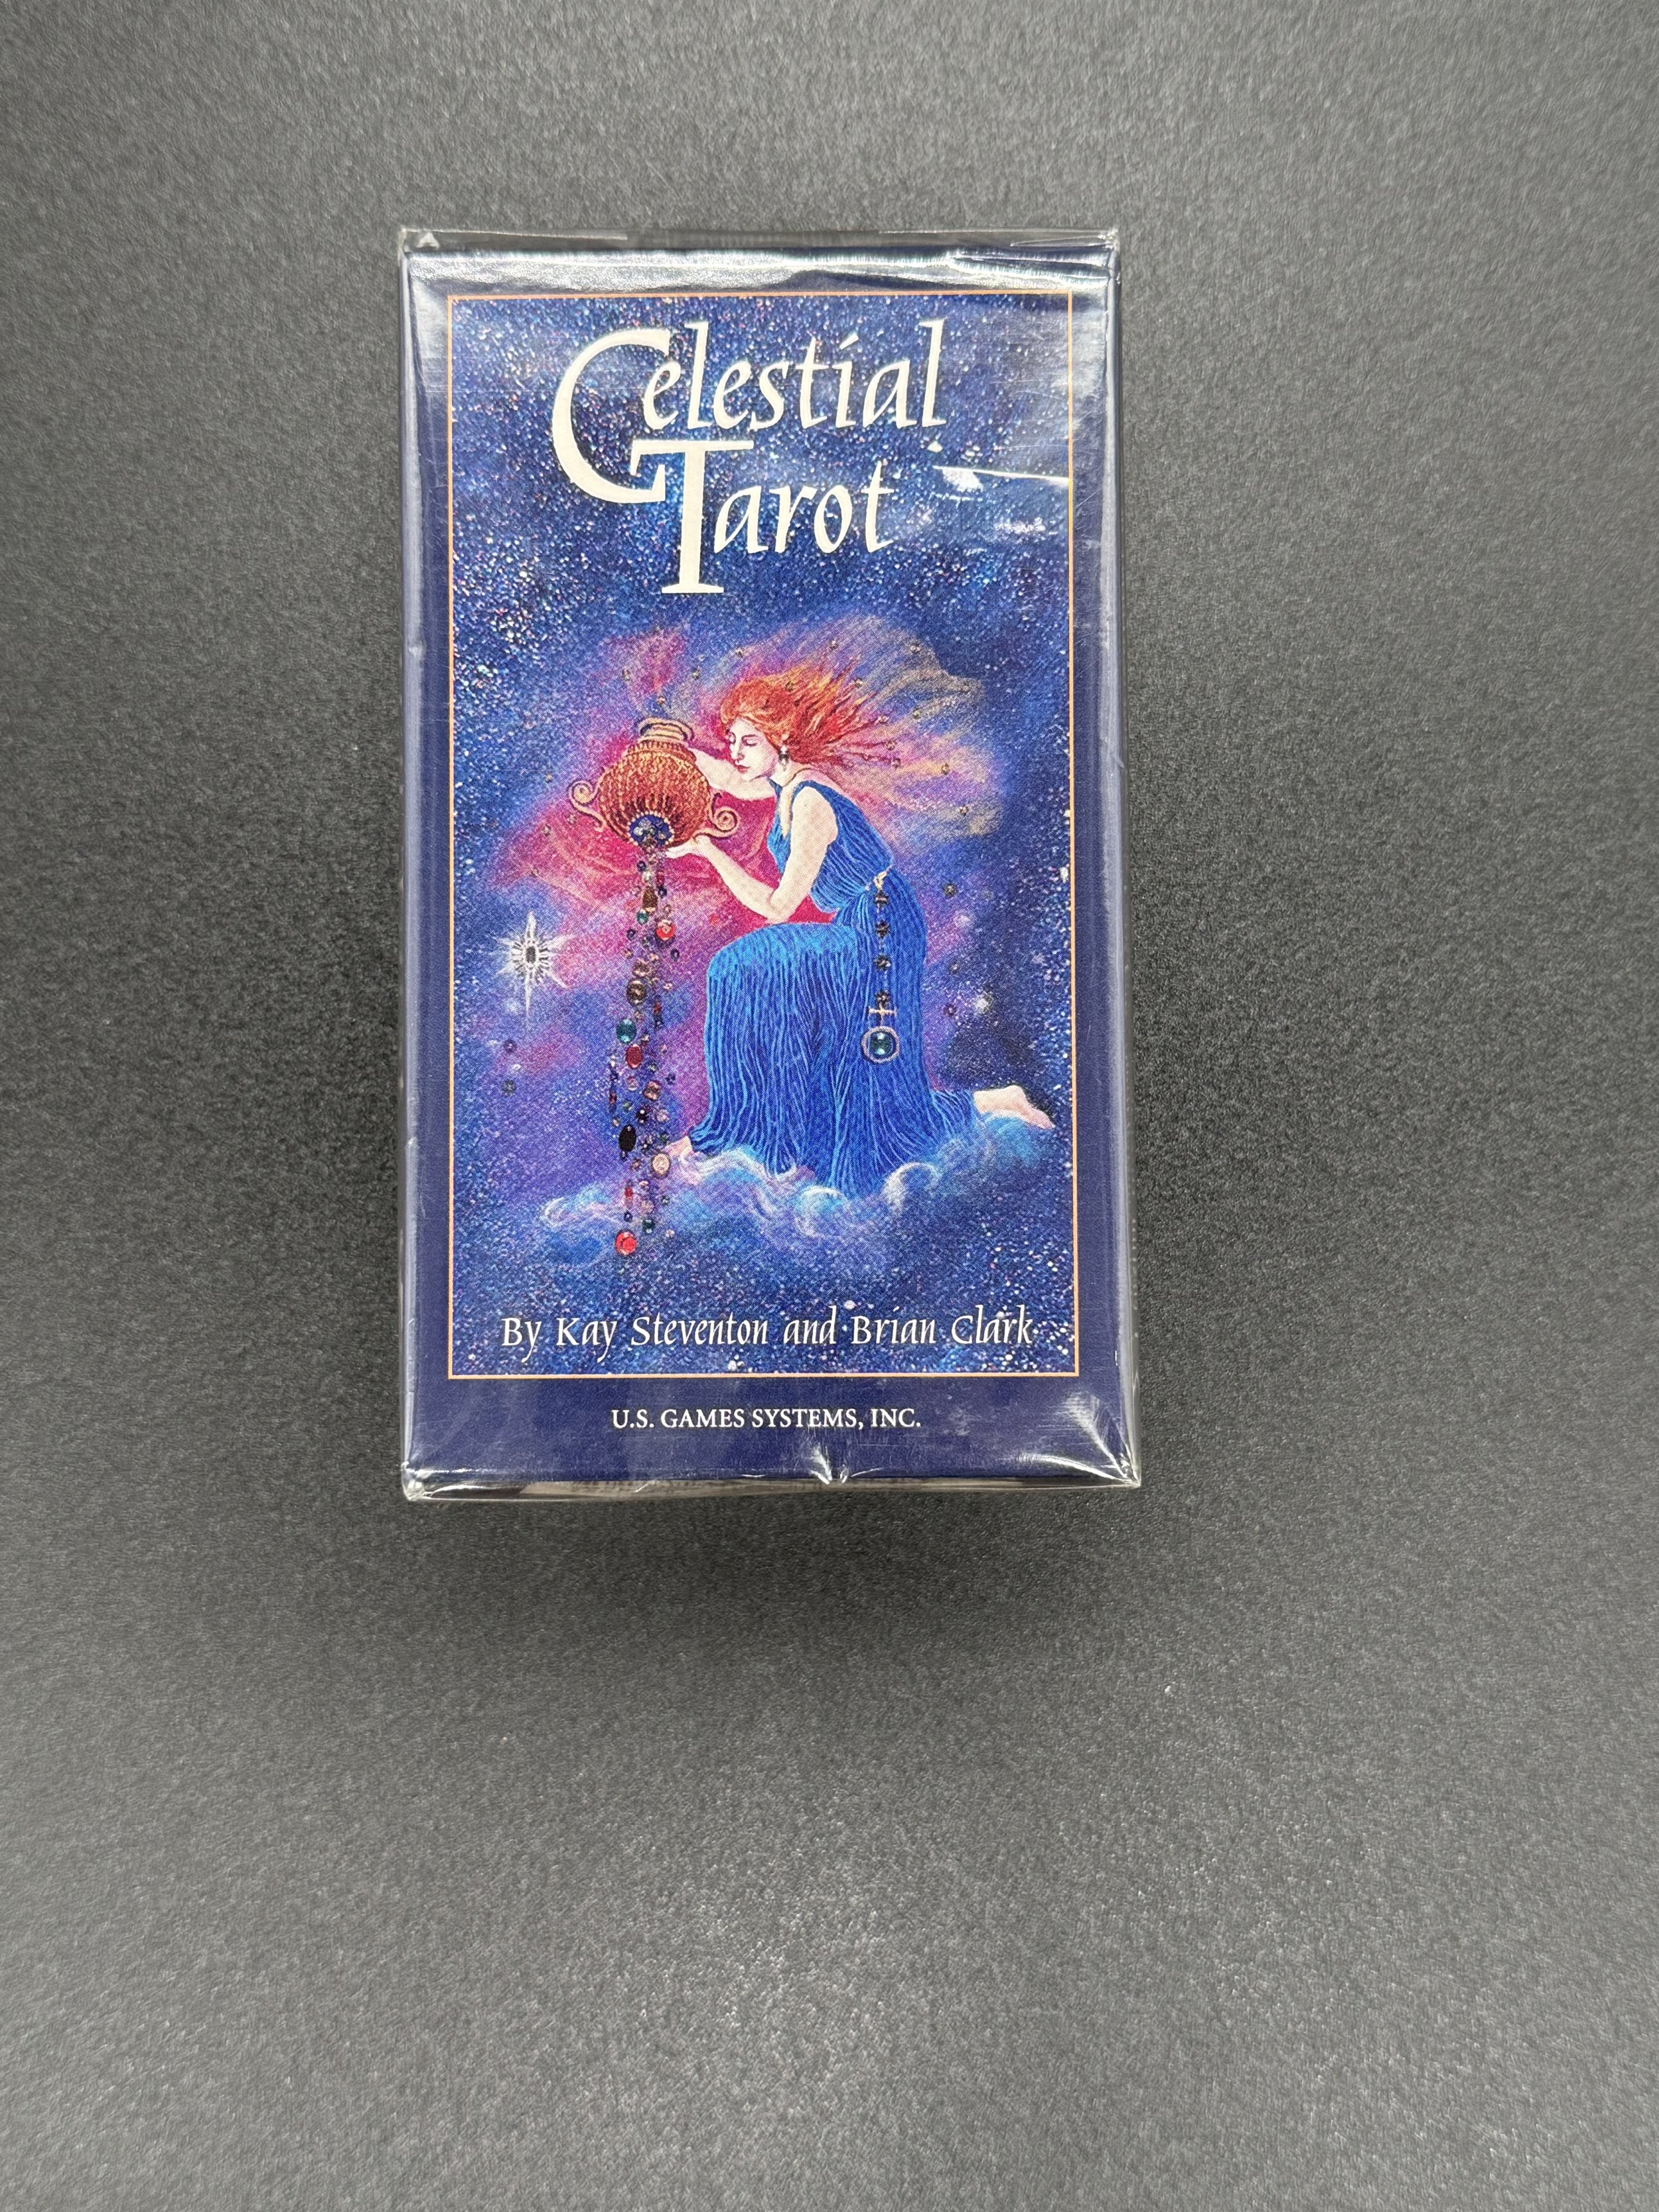 Celestial
Tarot
By Kay Steventon and Brian Clark
U.S. GAMES SYSTEMS, INC.